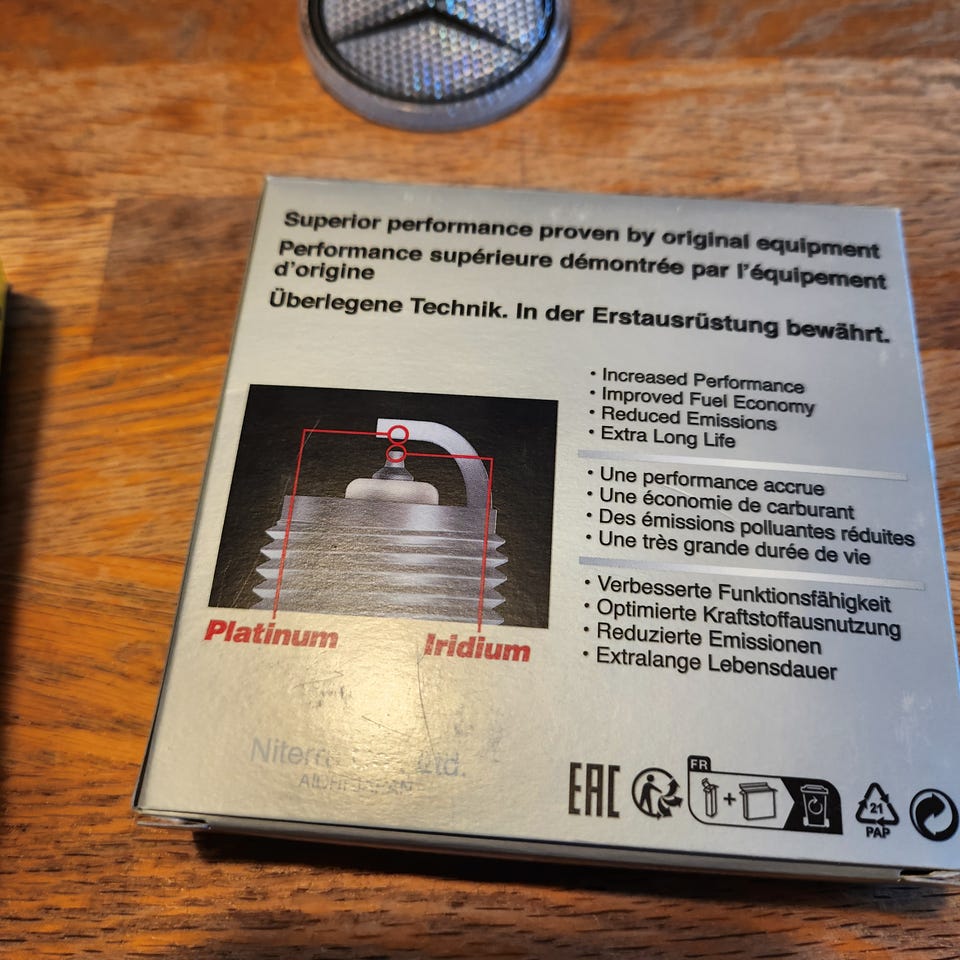 Superior performance proven by original equipment
Performance supérieure démontrée par l'équipement
d'origine
Überlegene Technik. In der Erstausrüstung bewährt.
• Increased Performance
• Improved Fuel Economy
• Reduced Emissions
• Extra Long Life
• Une performance accrue
• Une économie de carburant
• Des émissions polluantes réduites
• Une très grande durée de vie
• Verbesserte Funktionsfähigkeit
• Optimierte Kraftstoffausnutzung
• Reduzierte Emissionen
• Extralange Lebensdauer
Platinum
Iridium
Ltd.
JAPAN
EAC
FR
21
PAP